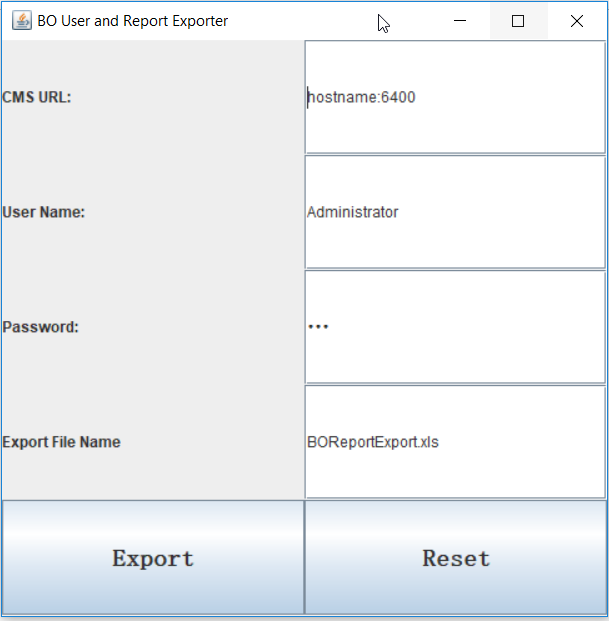 BO User and Report Exporter
CMS URL:
hostname:6400
User Name:
Administrator
Password:
***
Export File Name
BOReportExport.xls
Export
Reset